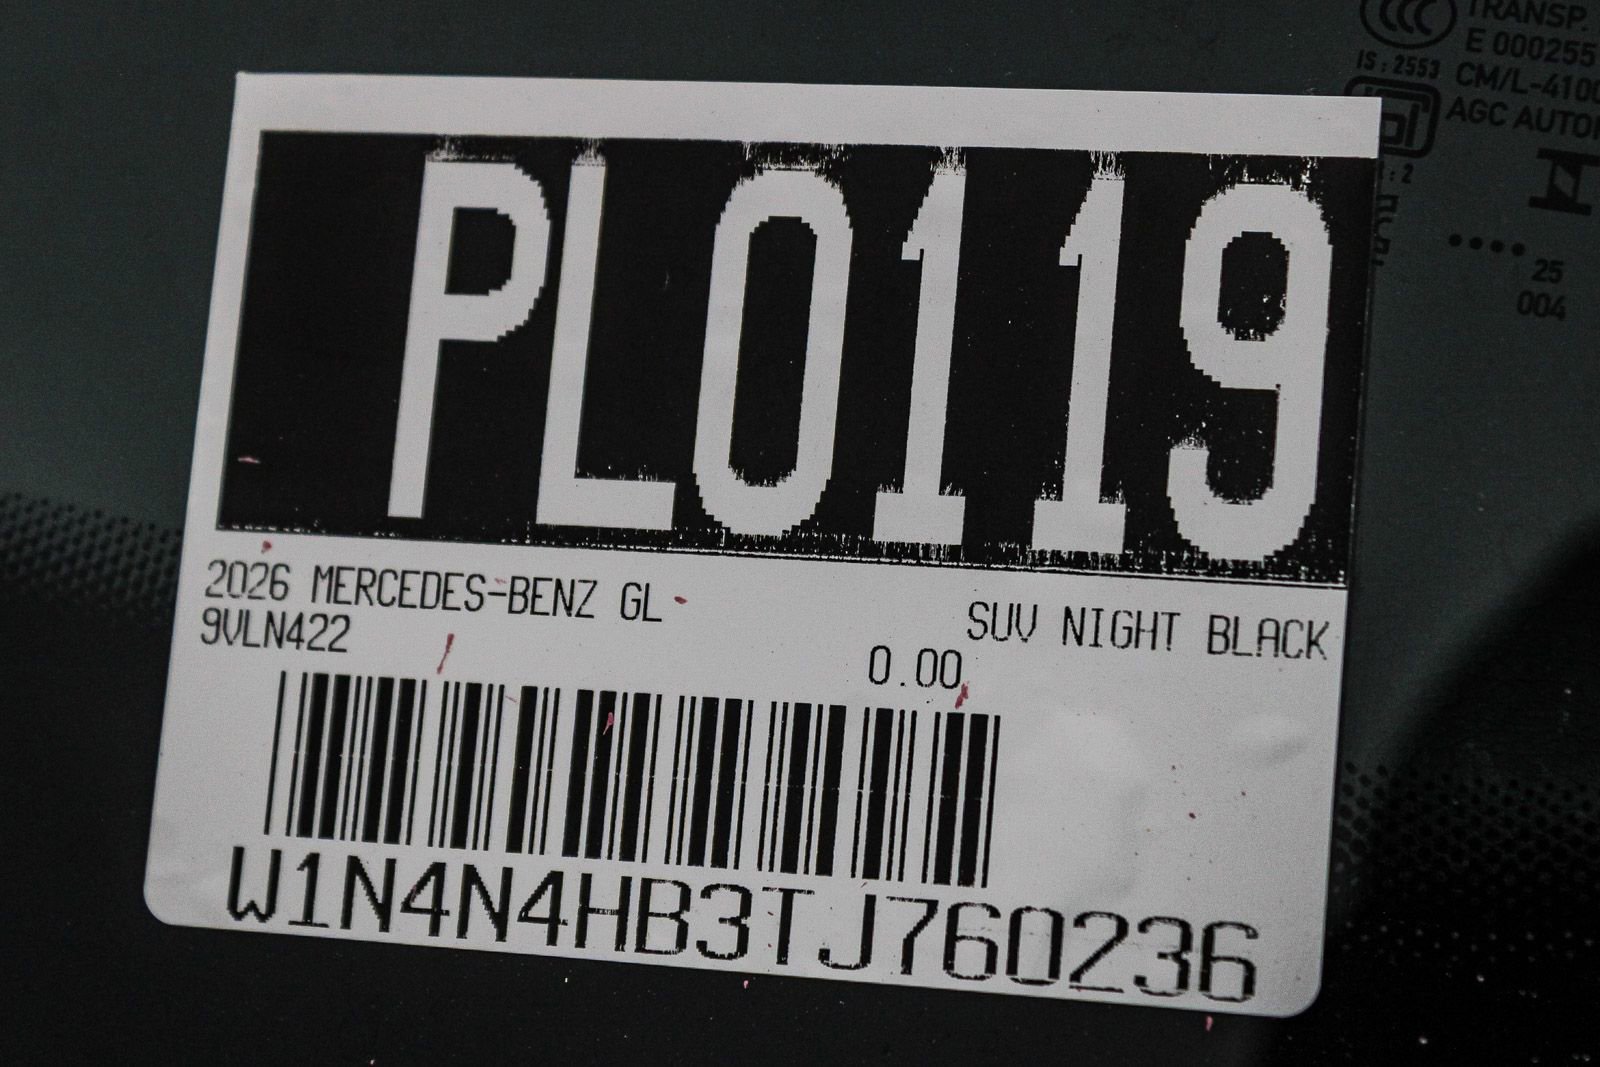 PL0119
2026 MERCEDES-BENZ GL
SUV NIGHT BLACK
9VLN422
0.00
W1N4N4HB3TJ760236
CCC
TRANSP.
E 000255
IS : 2553
CM/L-4100
AGC AUTO
25
004